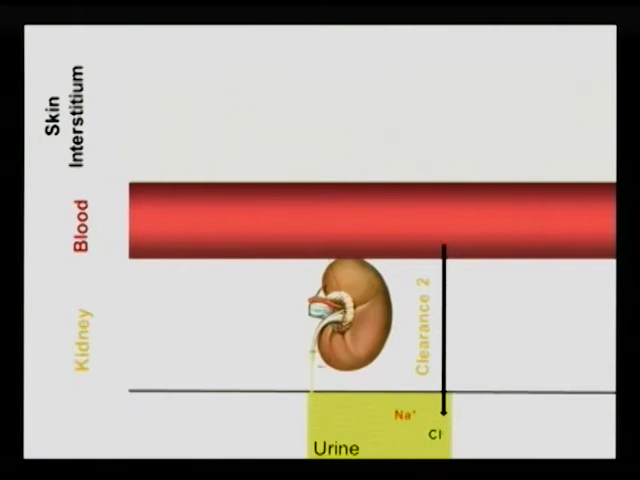 Skin
Interstitium
Blood
Kidney
Clearance 2
Na⁺
Cl⁻
Urine